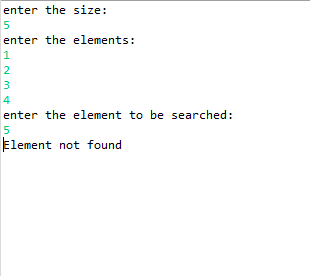 enter the size:
5
enter the elements:
1
2
3
4
enter the element to be searched:
5
Element not found